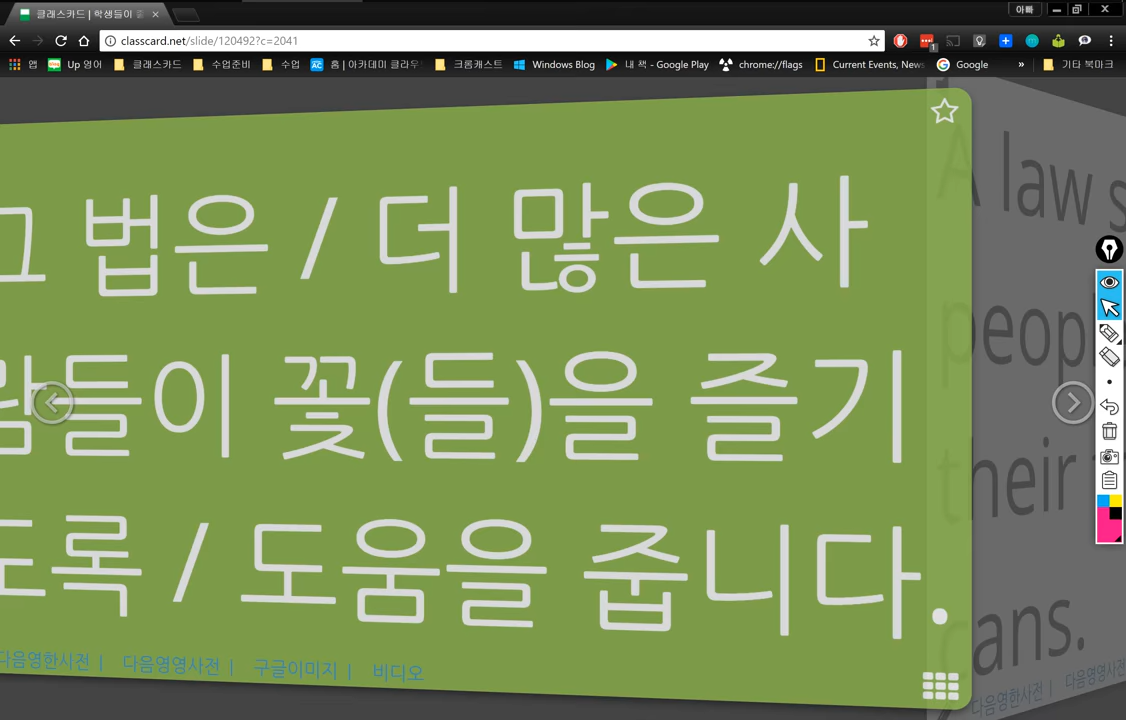 클래스카드 | 학생들이
아빠
classcard.net/slide/120492?c=2041
1
앱 Up 영어 클래스카드 수업준비 수업 홈 | 아카데미 클라우 크롬캐스트 Windows Blog 내 책 - Google Play chrome://flags Current Events, News Google » 기타 북마크
그 법은 / 더 많은 사
람들이 꽃(들)을 즐기
도록 / 도움을 줍니다.
다음영한사전 | 다음영영사전 | 구글이미지 | 비디오
A law s
peop
their
cans.
다음영한사전 | 다음영영사전